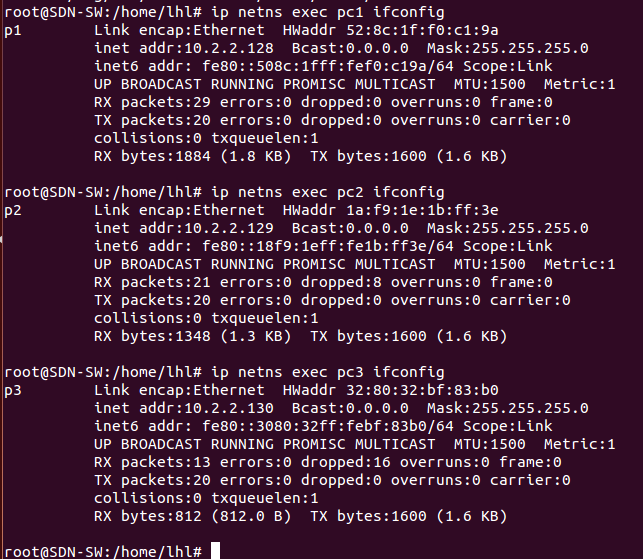 root@SDN-SW:/home/lhl# ip netns exec pc1 ifconfig
p1 Link encap:Ethernet HWaddr 52:8c:1f:f0:c1:9a
inet addr:10.2.2.128 Bcast:0.0.0.0 Mask:255.255.255.0
inet6 addr: fe80::508c:1fff:fef0:c19a/64 Scope:Link
UP BROADCAST RUNNING PROMISC MULTICAST MTU:1500 Metric:1
RX packets:29 errors:0 dropped:0 overruns:0 frame:0
TX packets:20 errors:0 dropped:0 overruns:0 carrier:0
collisions:0 txqueuelen:1
RX bytes:1884 (1.8 KB) TX bytes:1600 (1.6 KB)
root@SDN-SW:/home/lhl# ip netns exec pc2 ifconfig
p2 Link encap:Ethernet HWaddr 1a:f9:1e:1b:ff:3e
inet addr:10.2.2.129 Bcast:0.0.0.0 Mask:255.255.255.0
inet6 addr: fe80::18f9:1eff:fe1b:ff3e/64 Scope:Link
UP BROADCAST RUNNING PROMISC MULTICAST MTU:1500 Metric:1
RX packets:21 errors:0 dropped:8 overruns:0 frame:0
TX packets:20 errors:0 dropped:0 overruns:0 carrier:0
collisions:0 txqueuelen:1
RX bytes:1348 (1.3 KB) TX bytes:1600 (1.6 KB)
root@SDN-SW:/home/lhl# ip netns exec pc3 ifconfig
p3 Link encap:Ethernet HWaddr 32:80:32:bf:83:b0
inet addr:10.2.2.130 Bcast:0.0.0.0 Mask:255.255.255.0
inet6 addr: fe80::3080:32ff:febf:83b0/64 Scope:Link
UP BROADCAST RUNNING PROMISC MULTICAST MTU:1500 Metric:1
RX packets:13 errors:0 dropped:16 overruns:0 frame:0
TX packets:20 errors:0 dropped:0 overruns:0 carrier:0
collisions:0 txqueuelen:1
RX bytes:812 (812.0 B) TX bytes:1600 (1.6 KB)
root@SDN-SW:/home/lhl#